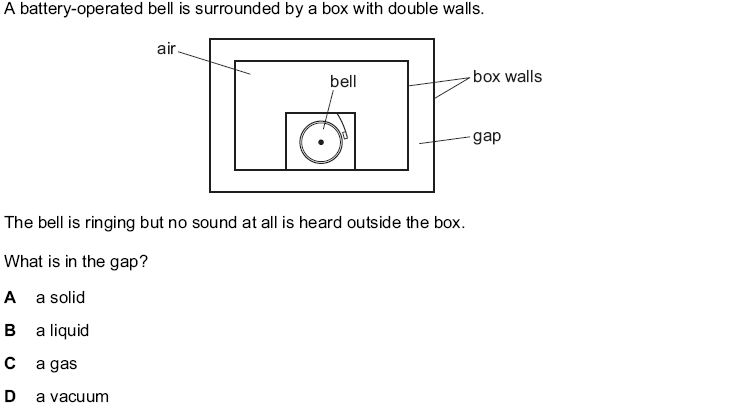 A battery-operated bell is surrounded by a box with double walls.
air
bell
box walls
gap
The bell is ringing but no sound at all is heard outside the box.
What is in the gap?
A a solid
B a liquid
C a gas
D a vacuum